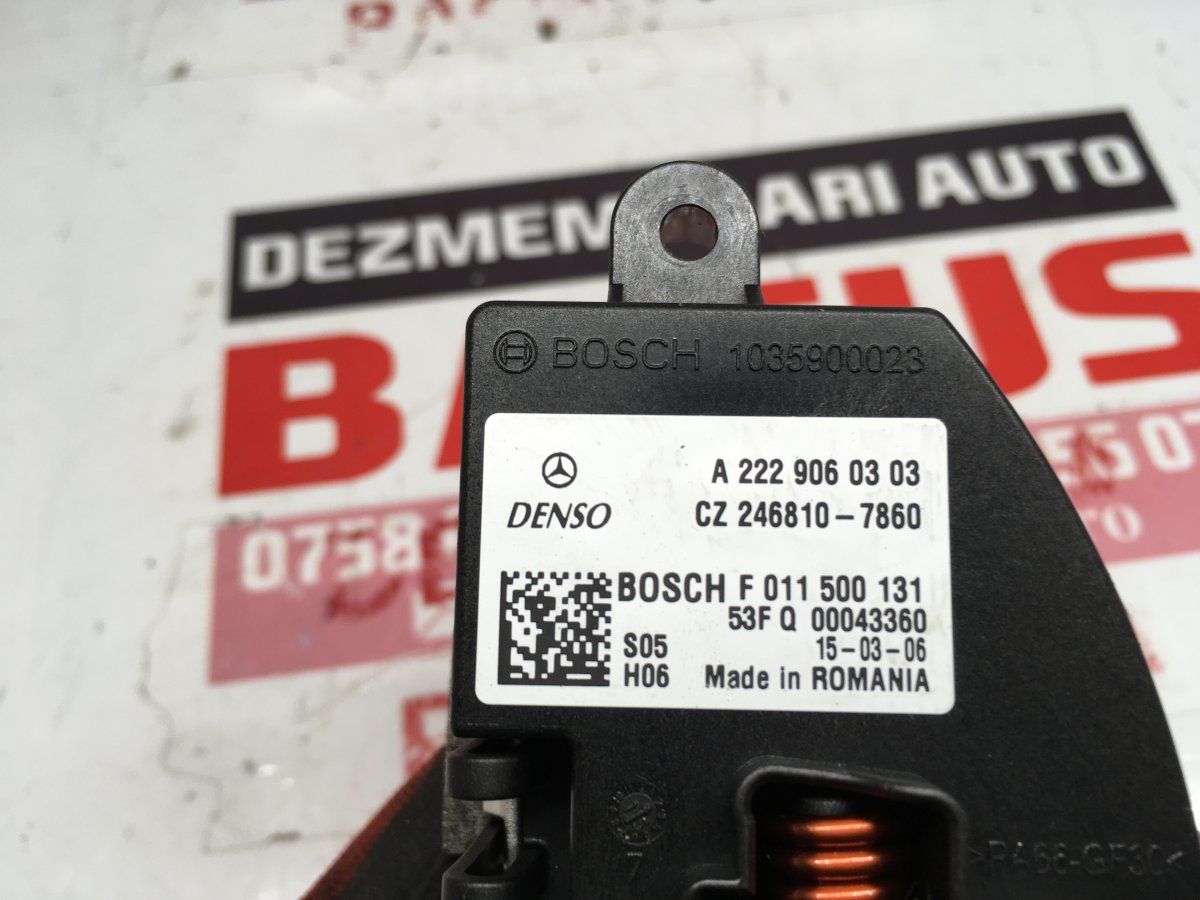 DEZMEM ARI AUTO
0758
BOSCH 1035900023
A 222 906 03 03
DENSO CZ 246810-7860
BOSCH F 011 500 131
53F Q 00043360
S05 15-03-06
H06 Made in ROMANIA
>PA66-GF30<